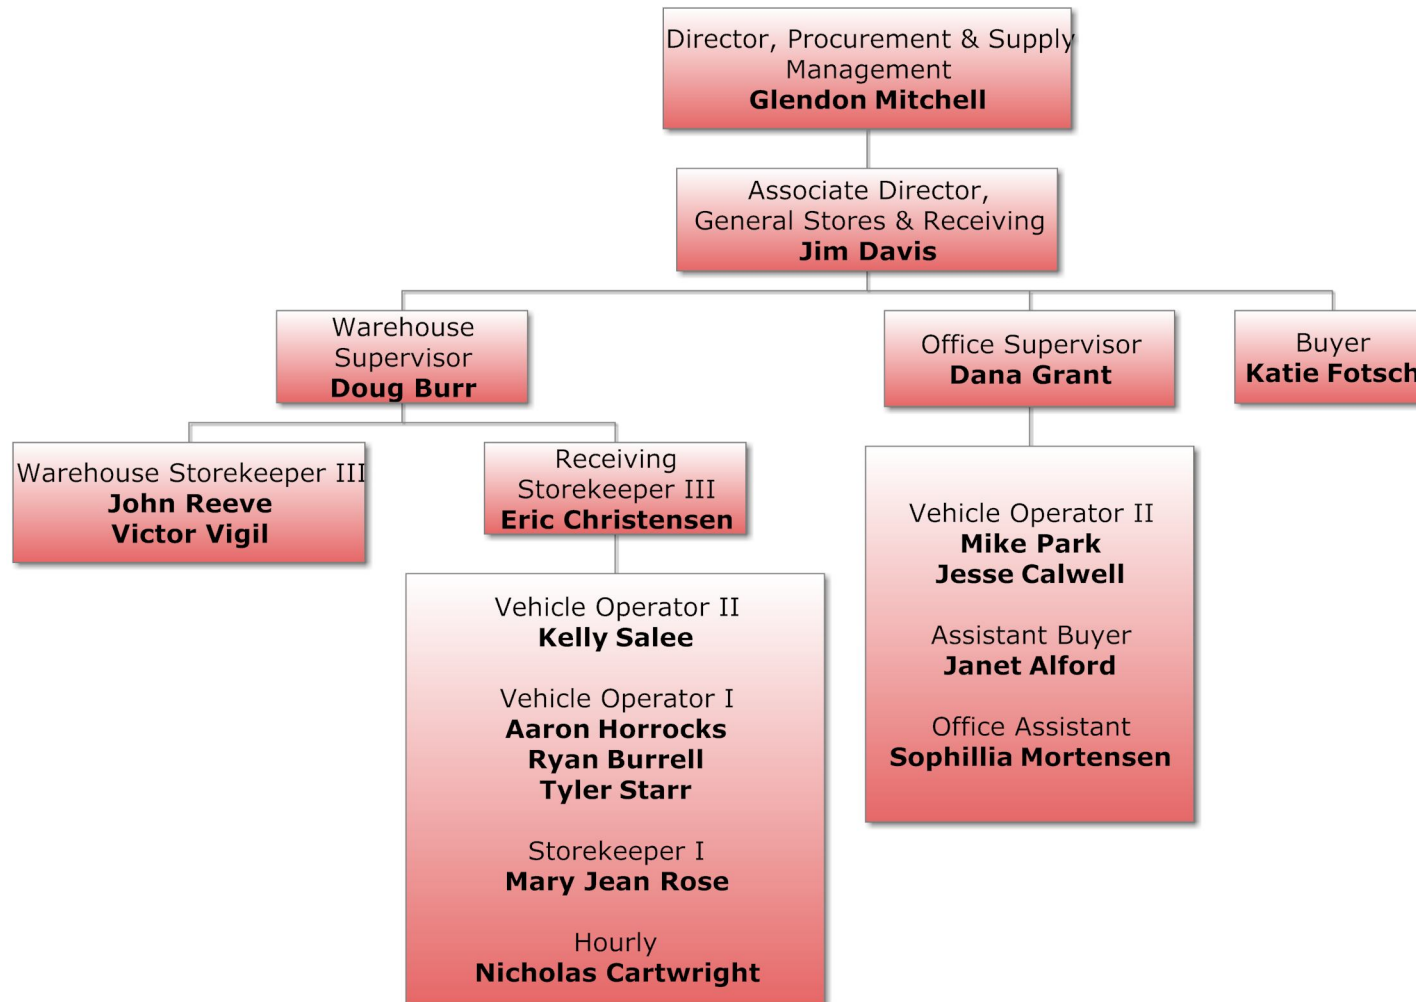 Director, Procurement & Supply
Management
Glendon Mitchell
Associate Director,
General Stores & Receiving
Jim Davis
Warehouse
Supervisor
Doug Burr
Office Supervisor
Dana Grant
Buyer
Katie Fotsch
Warehouse Storekeeper III
John Reeve
Victor Vigil
Receiving
Storekeeper III
Eric Christensen
Vehicle Operator II
Kelly Salee
Vehicle Operator I
Aaron Horrocks
Ryan Burrell
Tyler Starr
Storekeeper I
Mary Jean Rose
Hourly
Nicholas Cartwright
Vehicle Operator II
Mike Park
Jesse Calwell
Assistant Buyer
Janet Alford
Office Assistant
Sophillia Mortensen